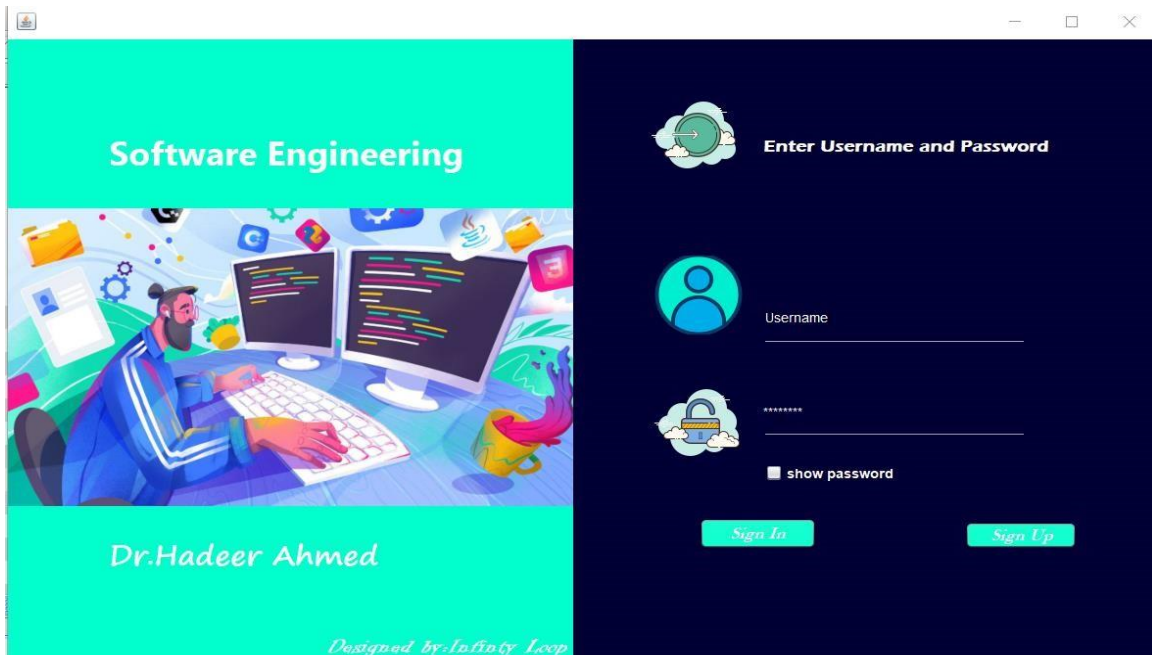 Software Engineering
Dr.Hadeer Ahmed
Designed by:Infinty Loop
Enter Username and Password
Username
********
show password
Sign In
Sign Up